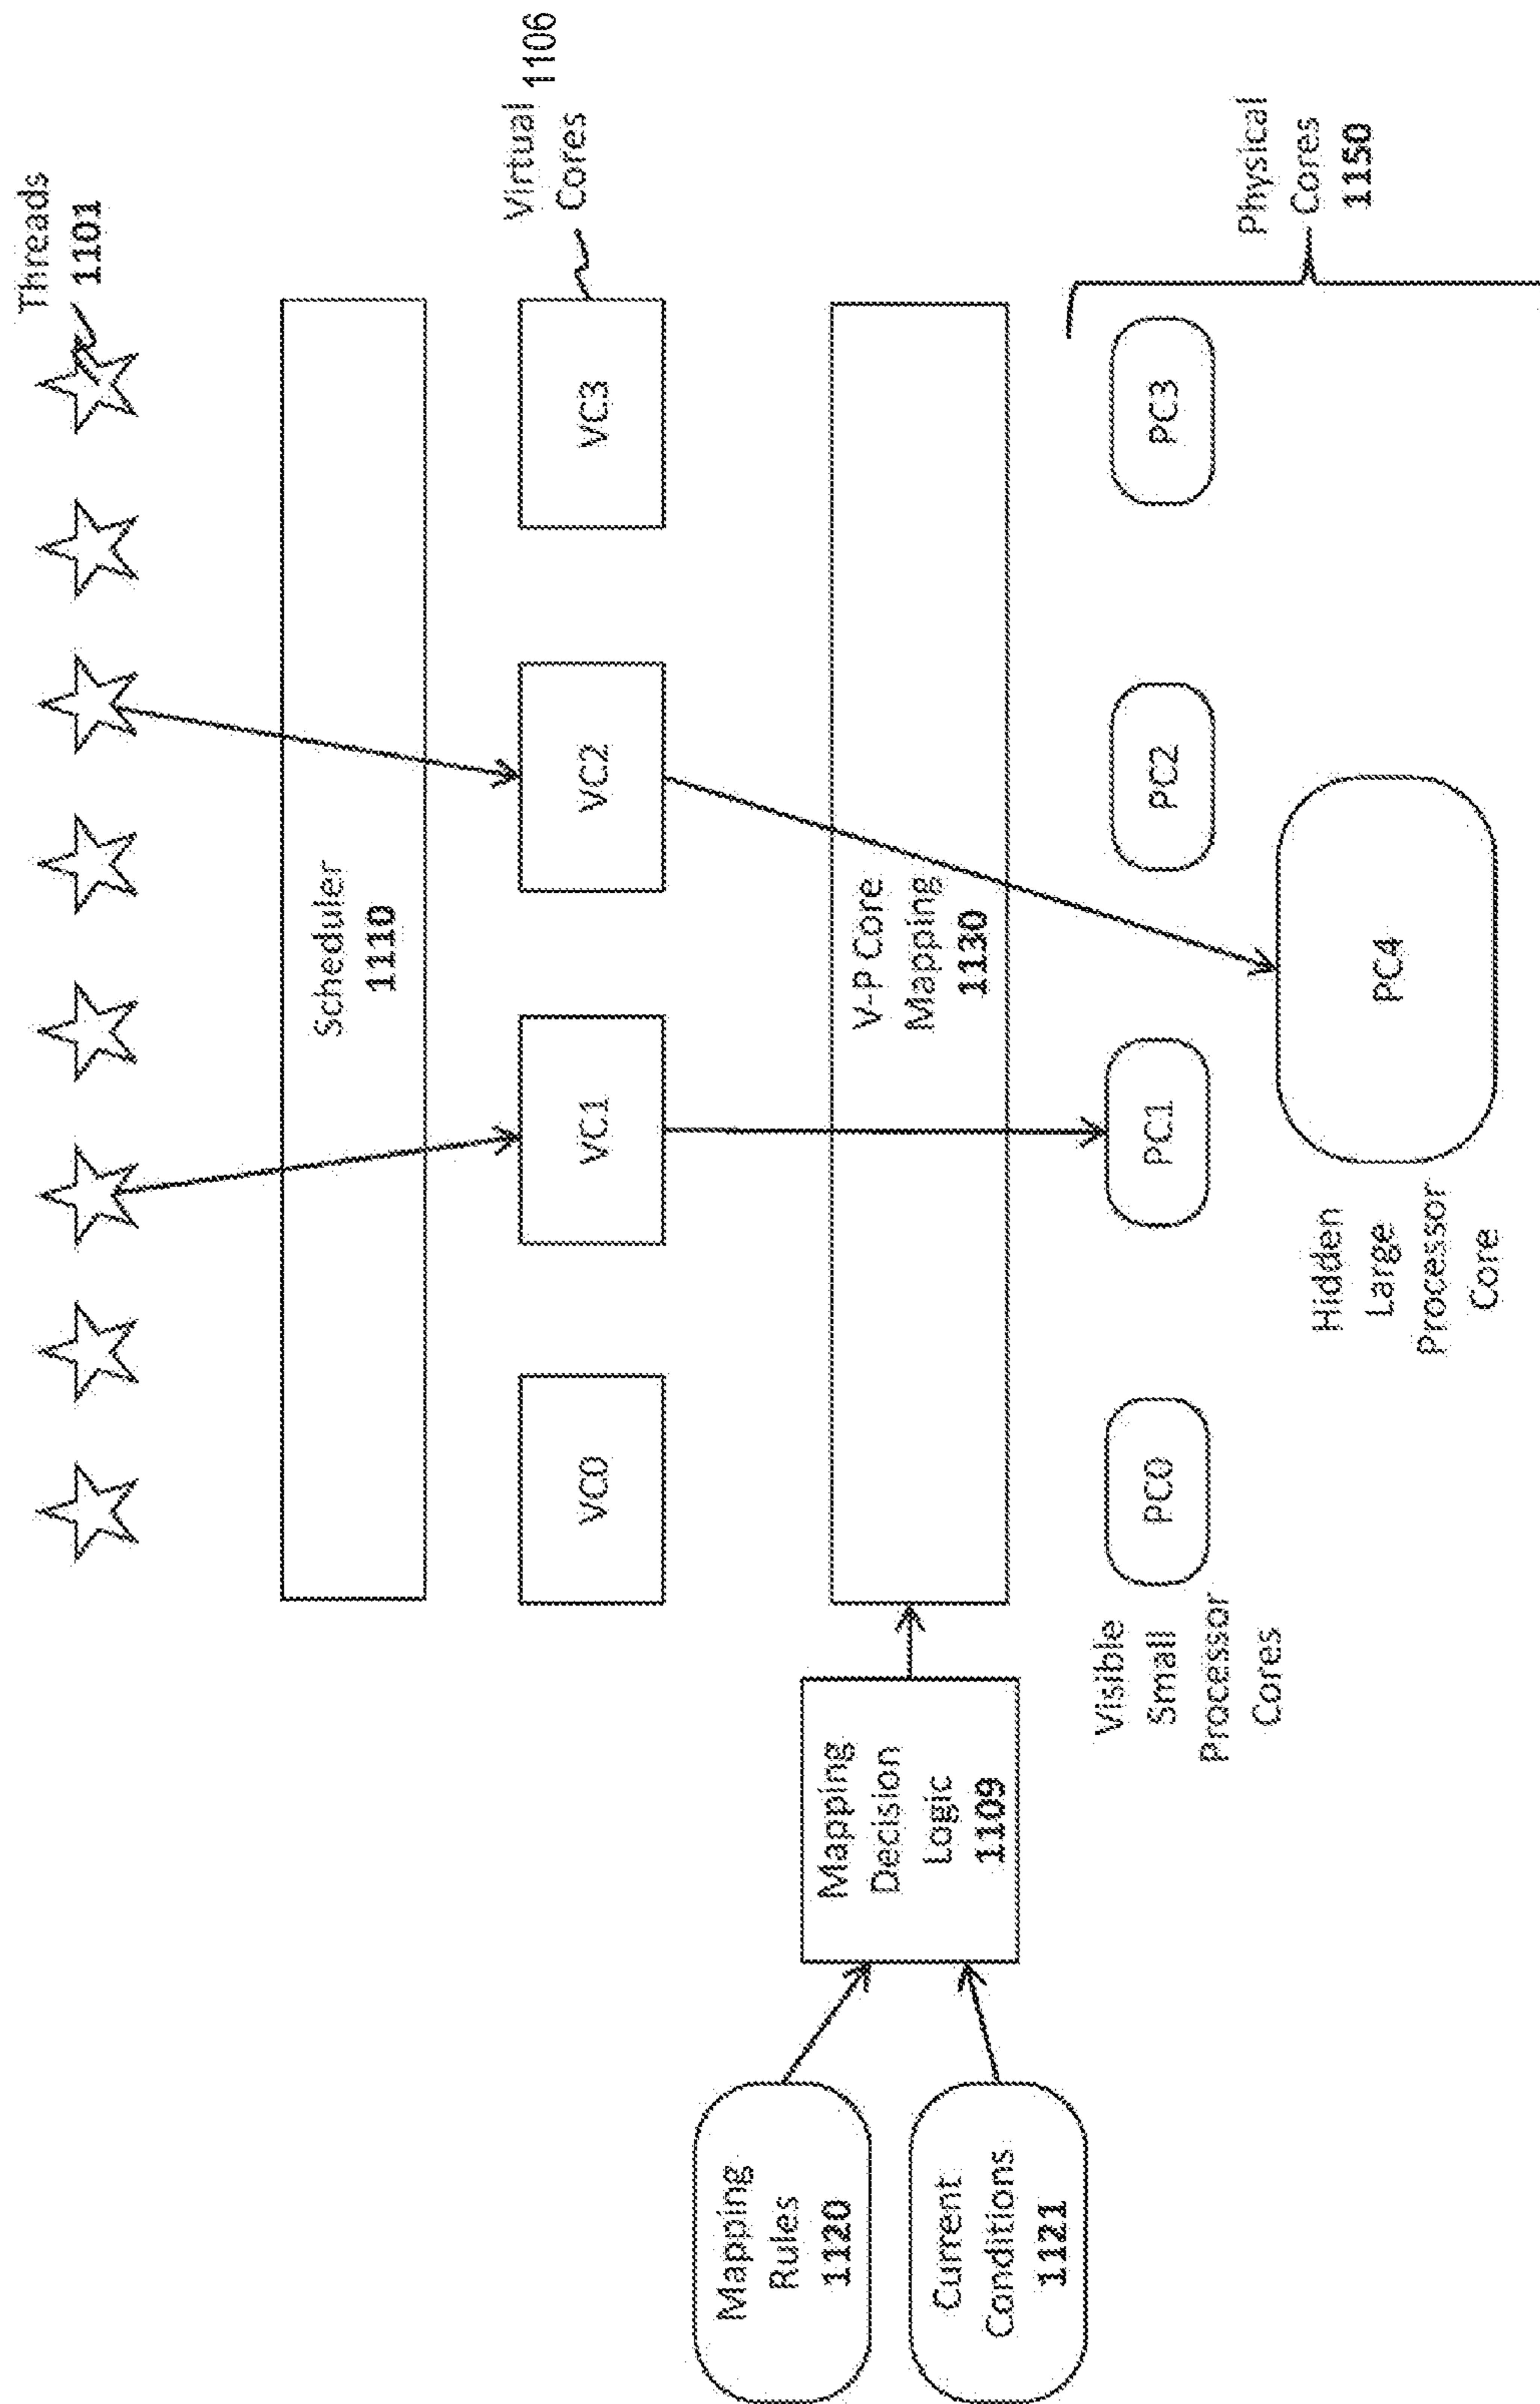 Threads
1101
Scheduler
1110
Virtual 1106
Cores
VC0
VC1
VC2
VC3
Mapping
Rules
1120
Current
Conditions
1121
Mapping
Decision
Logic
1109
V-P Core
Mapping
1130
Visible
Small
Processor
Cores
PC0
PC1
PC2
PC3
Physical
Cores
1150
Hidden
Large
Processor
Core
PC4